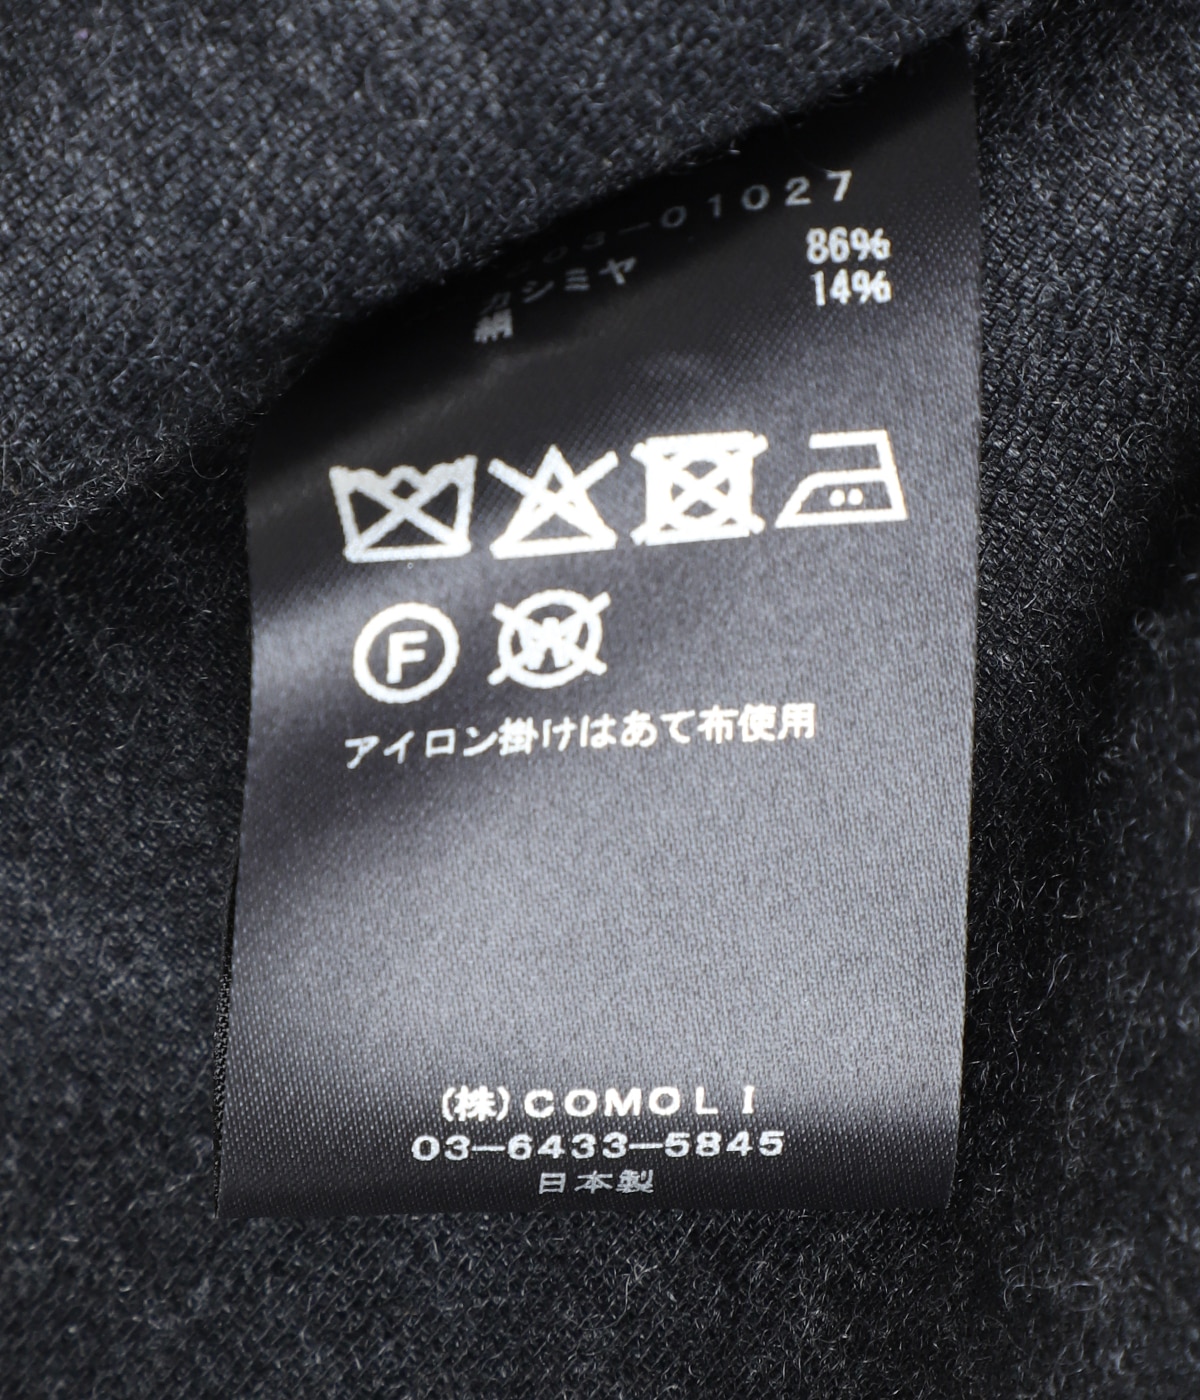 03-01027
カシミヤ 86%
絹 14%
F W
アイロン掛けはあて布使用
(株)COMOLI
03-6433-5845
日本製